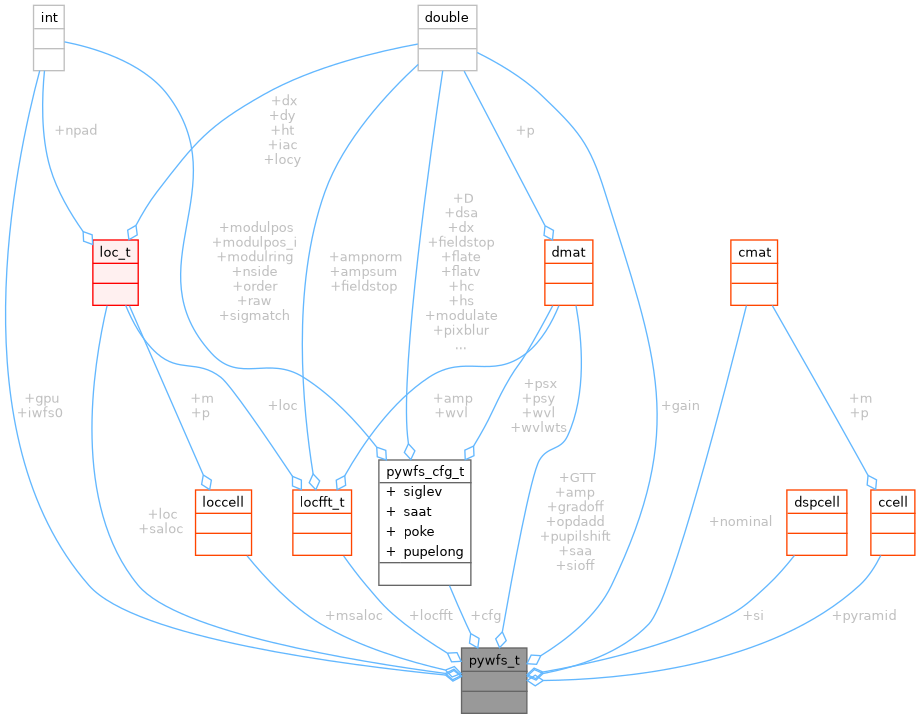 int
double
+npad
+dx
+dy
+ht
+iac
+locy
+p
loc_t
dmat
cmat
+modulpos
+modulpos_i
+modulring
+nside
+order
+raw
+sigmatch
+ampnorm
+ampsum
+fieldstop
+D
+dsa
+dx
+fieldstop
+flate
+flatv
+hc
+hs
+modulate
+pixblur
...
+gpu
+iwfs0
+m
+p
+loc
+amp
+wvl
+psx
+psy
+wvl
+wvlwts
+gain
+m
+p
pywfs_cfg_t
+ siglev
+ saat
+ poke
+ pupelong
loccell
locfft_t
dspcell
ccell
+loc
+saloc
+GTT
+amp
+gradoff
+opdadd
+pupilshift
+saa
+sioff
+nominal
+msaloc
+locfft
+cfg
+si
+pyramid
pywfs_t